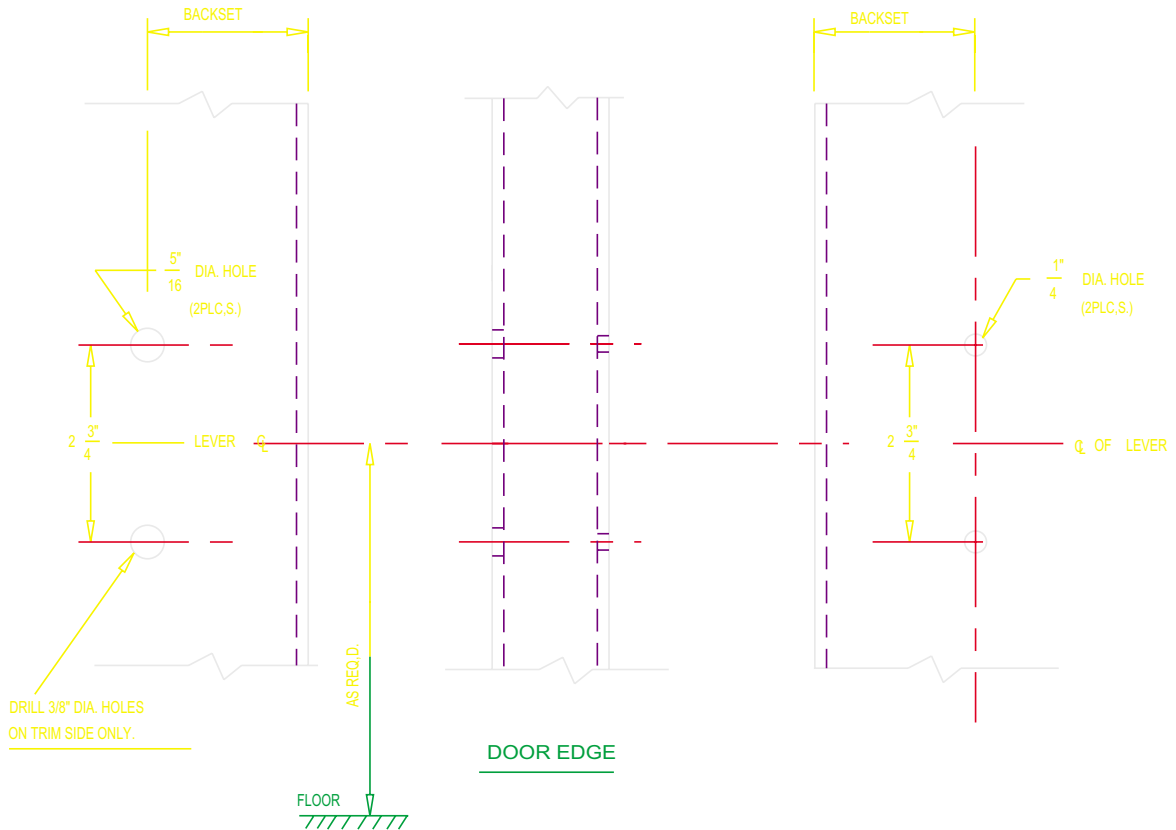 BACKSET
BACKSET
5"
16
DIA. HOLE
(2PLC,S.)
1"
4
DIA. HOLE
(2PLC,S.)
2 3"
4
LEVER ℄
2 3"
4
℄ OF LEVER
AS REQ,D.
DRILL 3/8" DIA. HOLES
ON TRIM SIDE ONLY.
DOOR EDGE
FLOOR